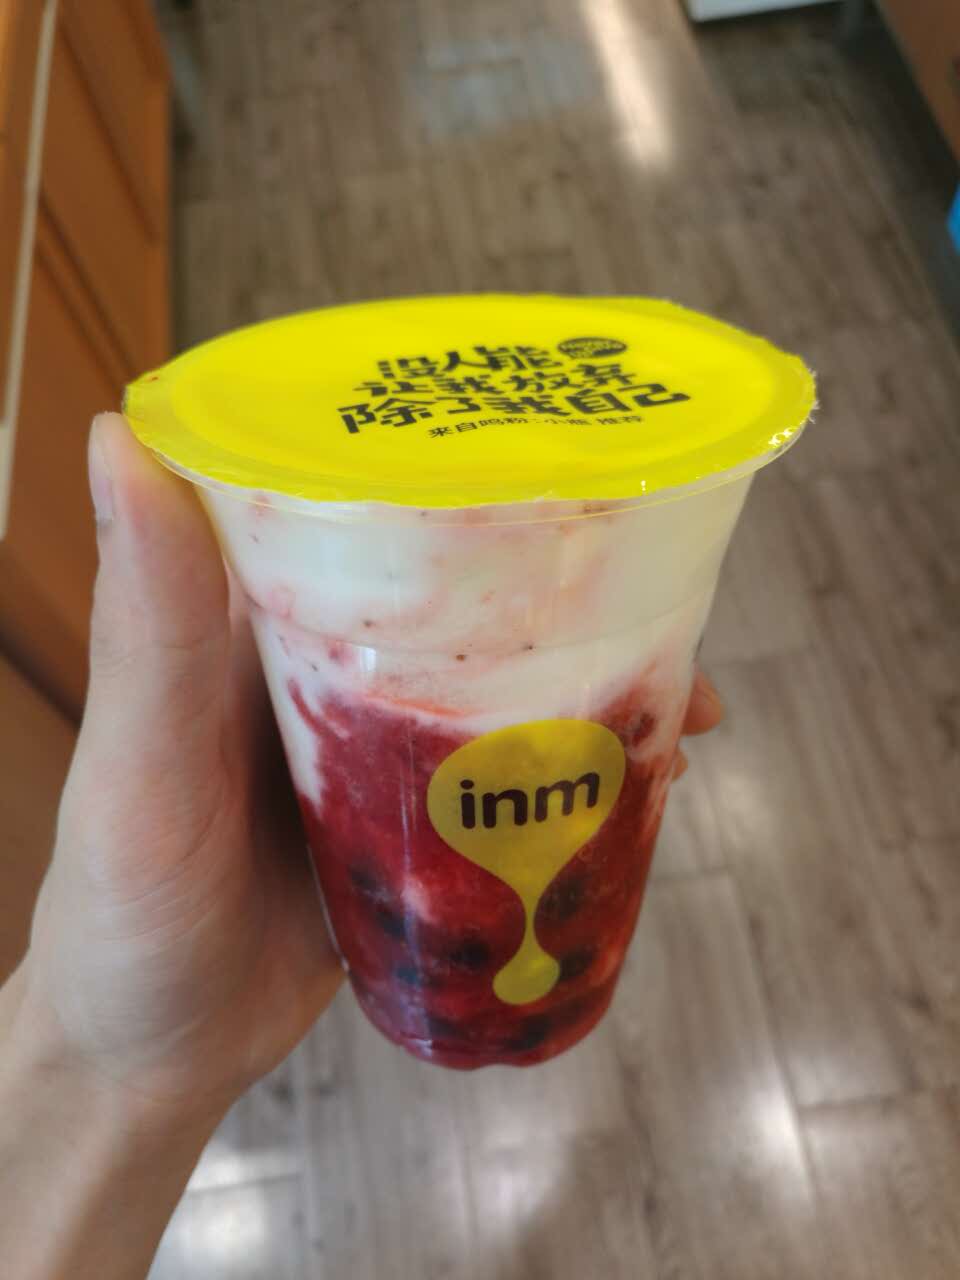 没人能
让我放弃
除了我自己
来自鸣粉:小瓶 推荐
inm